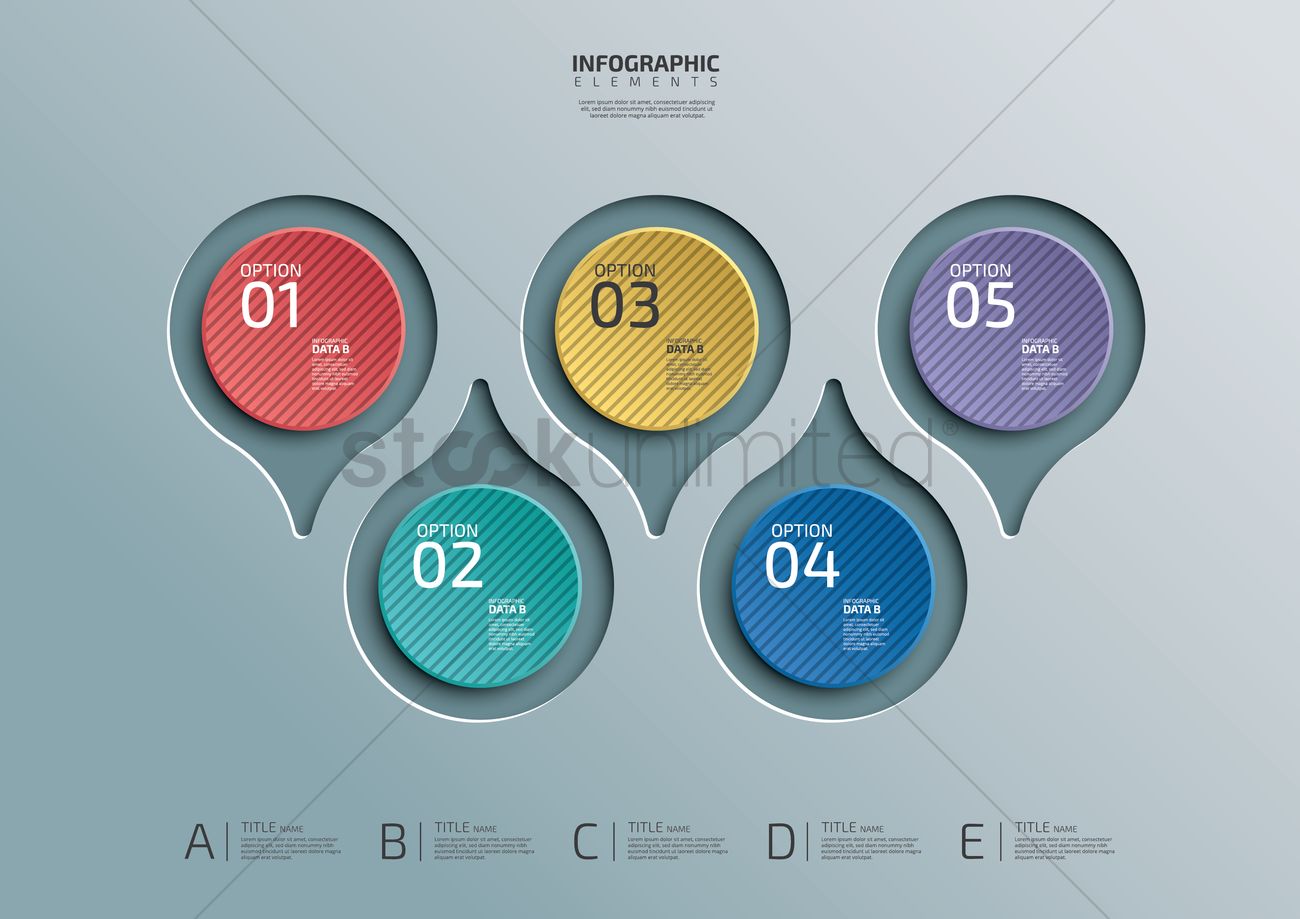 INFOGRAPHIC
ELEMENTS
Lorem ipsum dolor sit amet, consectetuer adipiscing
elit, sed diam nonummy nibh euismod tincidunt ut
laoreet dolore magna aliquam erat volutpat.
OPTION
01
INFOGRAPHIC
DATA B
Lorem ipsum dolor sit
amet, consectetuer
adipiscing elit, sed diam
nonummy nibh euismod
tincidunt ut laoreet
dolore magna aliquam
erat volutpat.
OPTION
03
INFOGRAPHIC
DATA B
Lorem ipsum dolor sit
amet, consectetuer
adipiscing elit, sed diam
nonummy nibh euismod
tincidunt ut laoreet
dolore magna aliquam
erat volutpat.
OPTION
05
INFOGRAPHIC
DATA B
Lorem ipsum dolor sit
amet, consectetuer
adipiscing elit, sed diam
nonummy nibh euismod
tincidunt ut laoreet
dolore magna aliquam
erat volutpat.
stockunlimited®
OPTION
02
INFOGRAPHIC
DATA B
Lorem ipsum dolor sit
amet, consectetuer
adipiscing elit, sed diam
nonummy nibh euismod
tincidunt ut laoreet
dolore magna aliquam
erat volutpat.
OPTION
04
INFOGRAPHIC
DATA B
Lorem ipsum dolor sit
amet, consectetuer
adipiscing elit, sed diam
nonummy nibh euismod
tincidunt ut laoreet
dolore magna aliquam
erat volutpat.
A
TITLE NAME
Lorem ipsum dolor sit amet, consectetuer
adipiscing elit, sed diam nonummy nibh
euismod tincidunt ut laoreet dolore magna
aliquam erat volutpat.
B
TITLE NAME
Lorem ipsum dolor sit amet, consectetuer
adipiscing elit, sed diam nonummy nibh
euismod tincidunt ut laoreet dolore magna
aliquam erat volutpat.
C
TITLE NAME
Lorem ipsum dolor sit amet, consectetuer
adipiscing elit, sed diam nonummy nibh
euismod tincidunt ut laoreet dolore magna
aliquam erat volutpat.
D
TITLE NAME
Lorem ipsum dolor sit amet, consectetuer
adipiscing elit, sed diam nonummy nibh
euismod tincidunt ut laoreet dolore magna
aliquam erat volutpat.
E
TITLE NAME
Lorem ipsum dolor sit amet, consectetuer
adipiscing elit, sed diam nonummy nibh
euismod tincidunt ut laoreet dolore magna
aliquam erat volutpat.